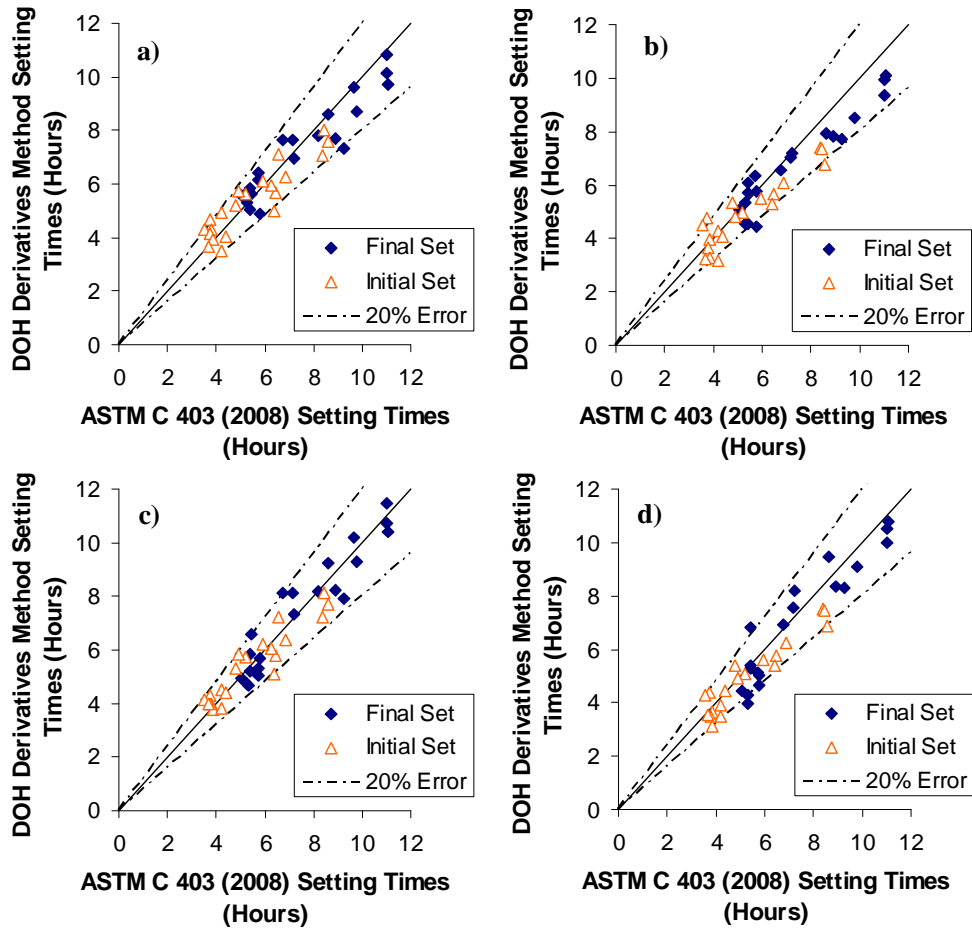 a)
DOH Derivatives Method Setting
Times (Hours)
12
10
8
6
4
2
0
Final Set
Initial Set
20% Error
0 2 4 6 8 10 12
ASTM C 403 (2008) Setting Times
(Hours)
b)
DOH Derivatives Method Setting
Times (Hours)
12
10
8
6
4
2
0
Final Set
Initial Set
20% Error
0 2 4 6 8 10 12
ASTM C 403 (2008) Setting Times
(Hours)
c)
DOH Derivatives Method Setting
Times (Hours)
12
10
8
6
4
2
0
Final Set
Initial Set
20% Error
0 2 4 6 8 10 12
ASTM C 403 (2008) Setting Times
(Hours)
d)
DOH Derivatives Method Setting
Times (Hours)
12
10
8
6
4
2
0
Final Set
Initial Set
20% Error
0 2 4 6 8 10 12
ASTM C 403 (2008) Setting Times
(Hours)